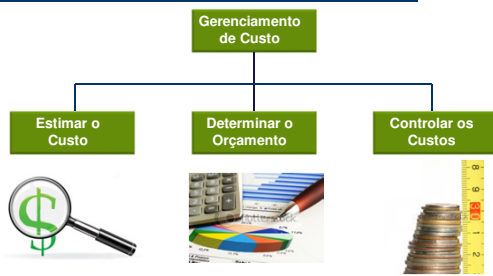 Gerenciamento
de Custo
Estimar o
Custo
Determinar o
Orçamento
Controlar os
Custos